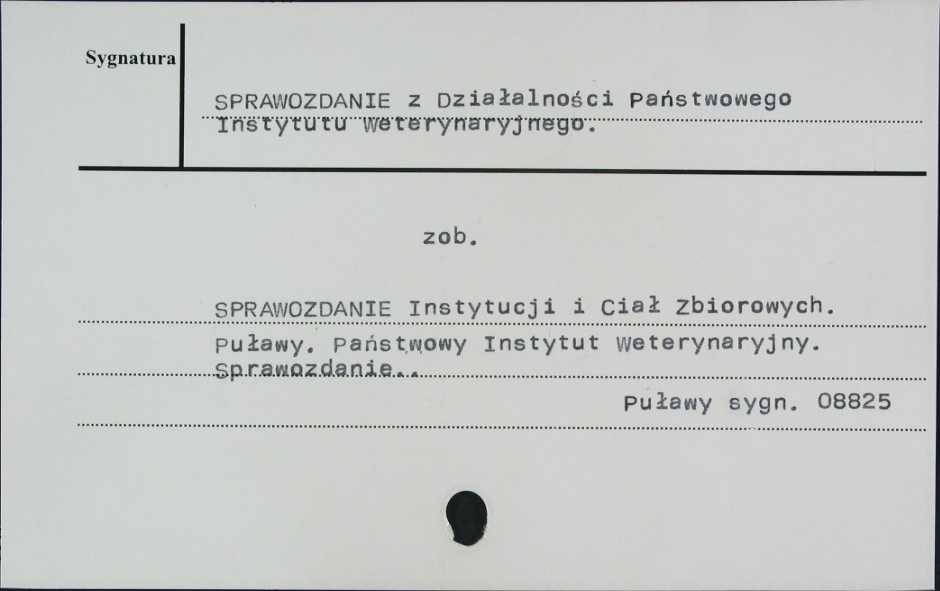 Sygnatura
SPRAWOZDANIE z Działalności Państwowego
Instytutu Weterynaryjnego.
zob.
SPRAWOZDANIE Instytucji i Ciał Zbiorowych.
Puławy. Państwowy Instytut Weterynaryjny.
Sprawozdanie..
Puławy sygn. 08825